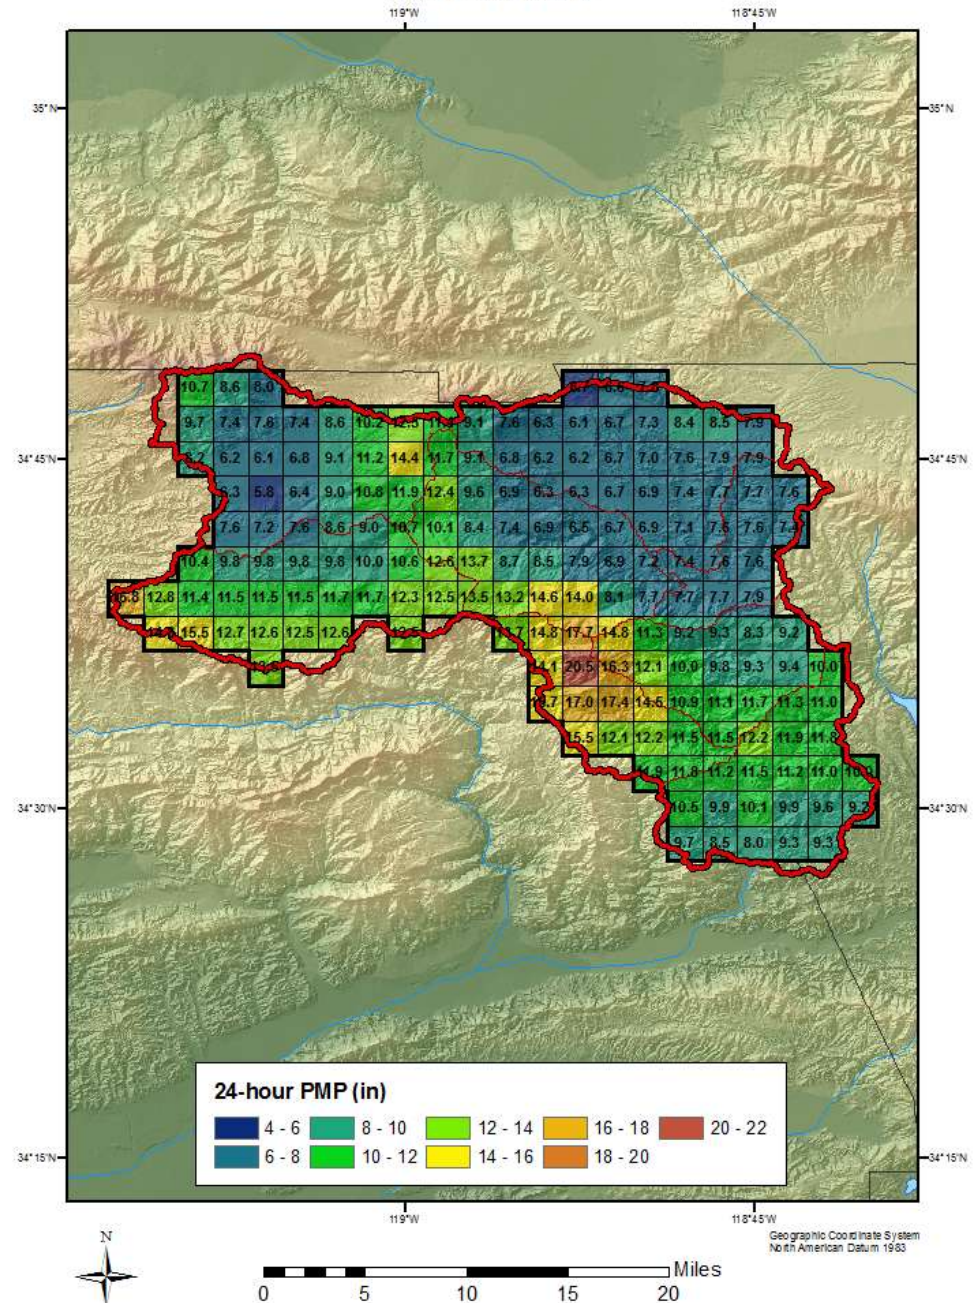 119°W 118°45'W
35°N 35°N
10.7 8.6 8.0
9.7 7.4 7.6 7.4 8.6 10.2 9.1 7.6 6.3 6.1 6.7 7.3 8.4 8.5 7.9
34°45'N 6.2 6.1 6.8 9.1 11.2 14.4 11.7 9.1 6.8 6.2 6.2 6.7 7.0 7.6 7.9 7.9 34°45'N
5.8 6.4 9.0 10.8 11.9 12.4 9.6 6.9 6.3 6.3 6.7 6.9 7.4 7.7 7.7 7.6
7.6 7.2 7.6 8.6 9.0 10.7 10.1 8.4 7.4 6.9 6.5 6.7 6.9 7.1 7.5 7.6
10.4 9.8 9.8 9.8 9.8 10.0 10.6 12.6 13.7 8.7 8.5 7.9 6.9 7.2 7.4 7.6 7.6
12.8 11.4 11.5 11.5 11.5 11.7 11.7 12.3 12.5 13.5 13.2 14.6 14.0 8.1 7.7 7.7 7.7 7.9
15.5 12.7 12.6 12.5 12.6 14.8 17.7 14.8 11.3 9.2 9.3 8.3 9.2
20.5 16.3 12.1 10.0 9.8 9.3 9.4 10.0
17.0 17.4 14.5 10.9 11.1 11.7 11.3 11.0
15.5 12.1 12.2 11.5 11.5 12.2 11.9 11.8
11.8 11.2 11.5 11.2 11.0
34°30'N 10.5 9.9 10.1 9.9 9.6 9.2 34°30'N
9.7 8.5 8.0 9.3 9.3
24-hour PMP (in)
4 - 6 8 - 10 12 - 14 16 - 18 20 - 22
6 - 8 10 - 12 14 - 16 18 - 20
34°15'N 34°15'N
119°W 118°45'W
Geographic Coordinate System
North American Datum 1983
N
Miles
0 5 10 15 20